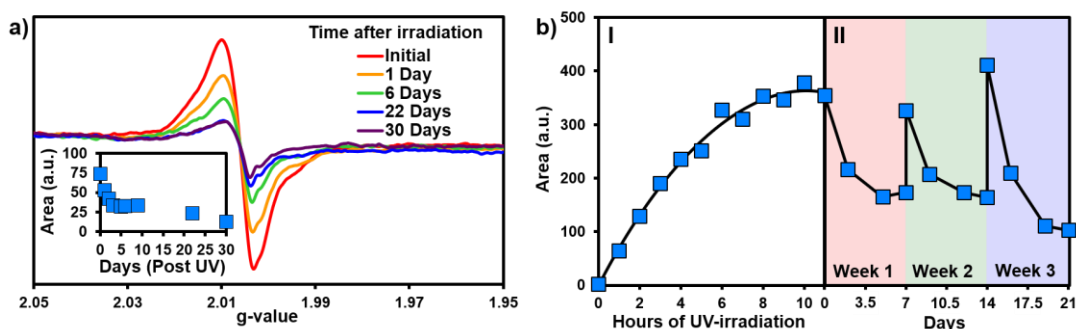 a)
Time after irradiation
Initial
1 Day
6 Days
22 Days
30 Days
Area (a.u.)
100
75
50
25
0
0 5 10 15 20 25 30
Days (Post UV)
2.05 2.03 2.01 1.99 1.97 1.95
g-value
b)
Area (a.u.)
500
400
300
200
100
0
I
II
Week 1 Week 2 Week 3
0 2 4 6 8 10 0 3.5 7 10.5 14 17.5 21
Hours of UV-irradiation Days